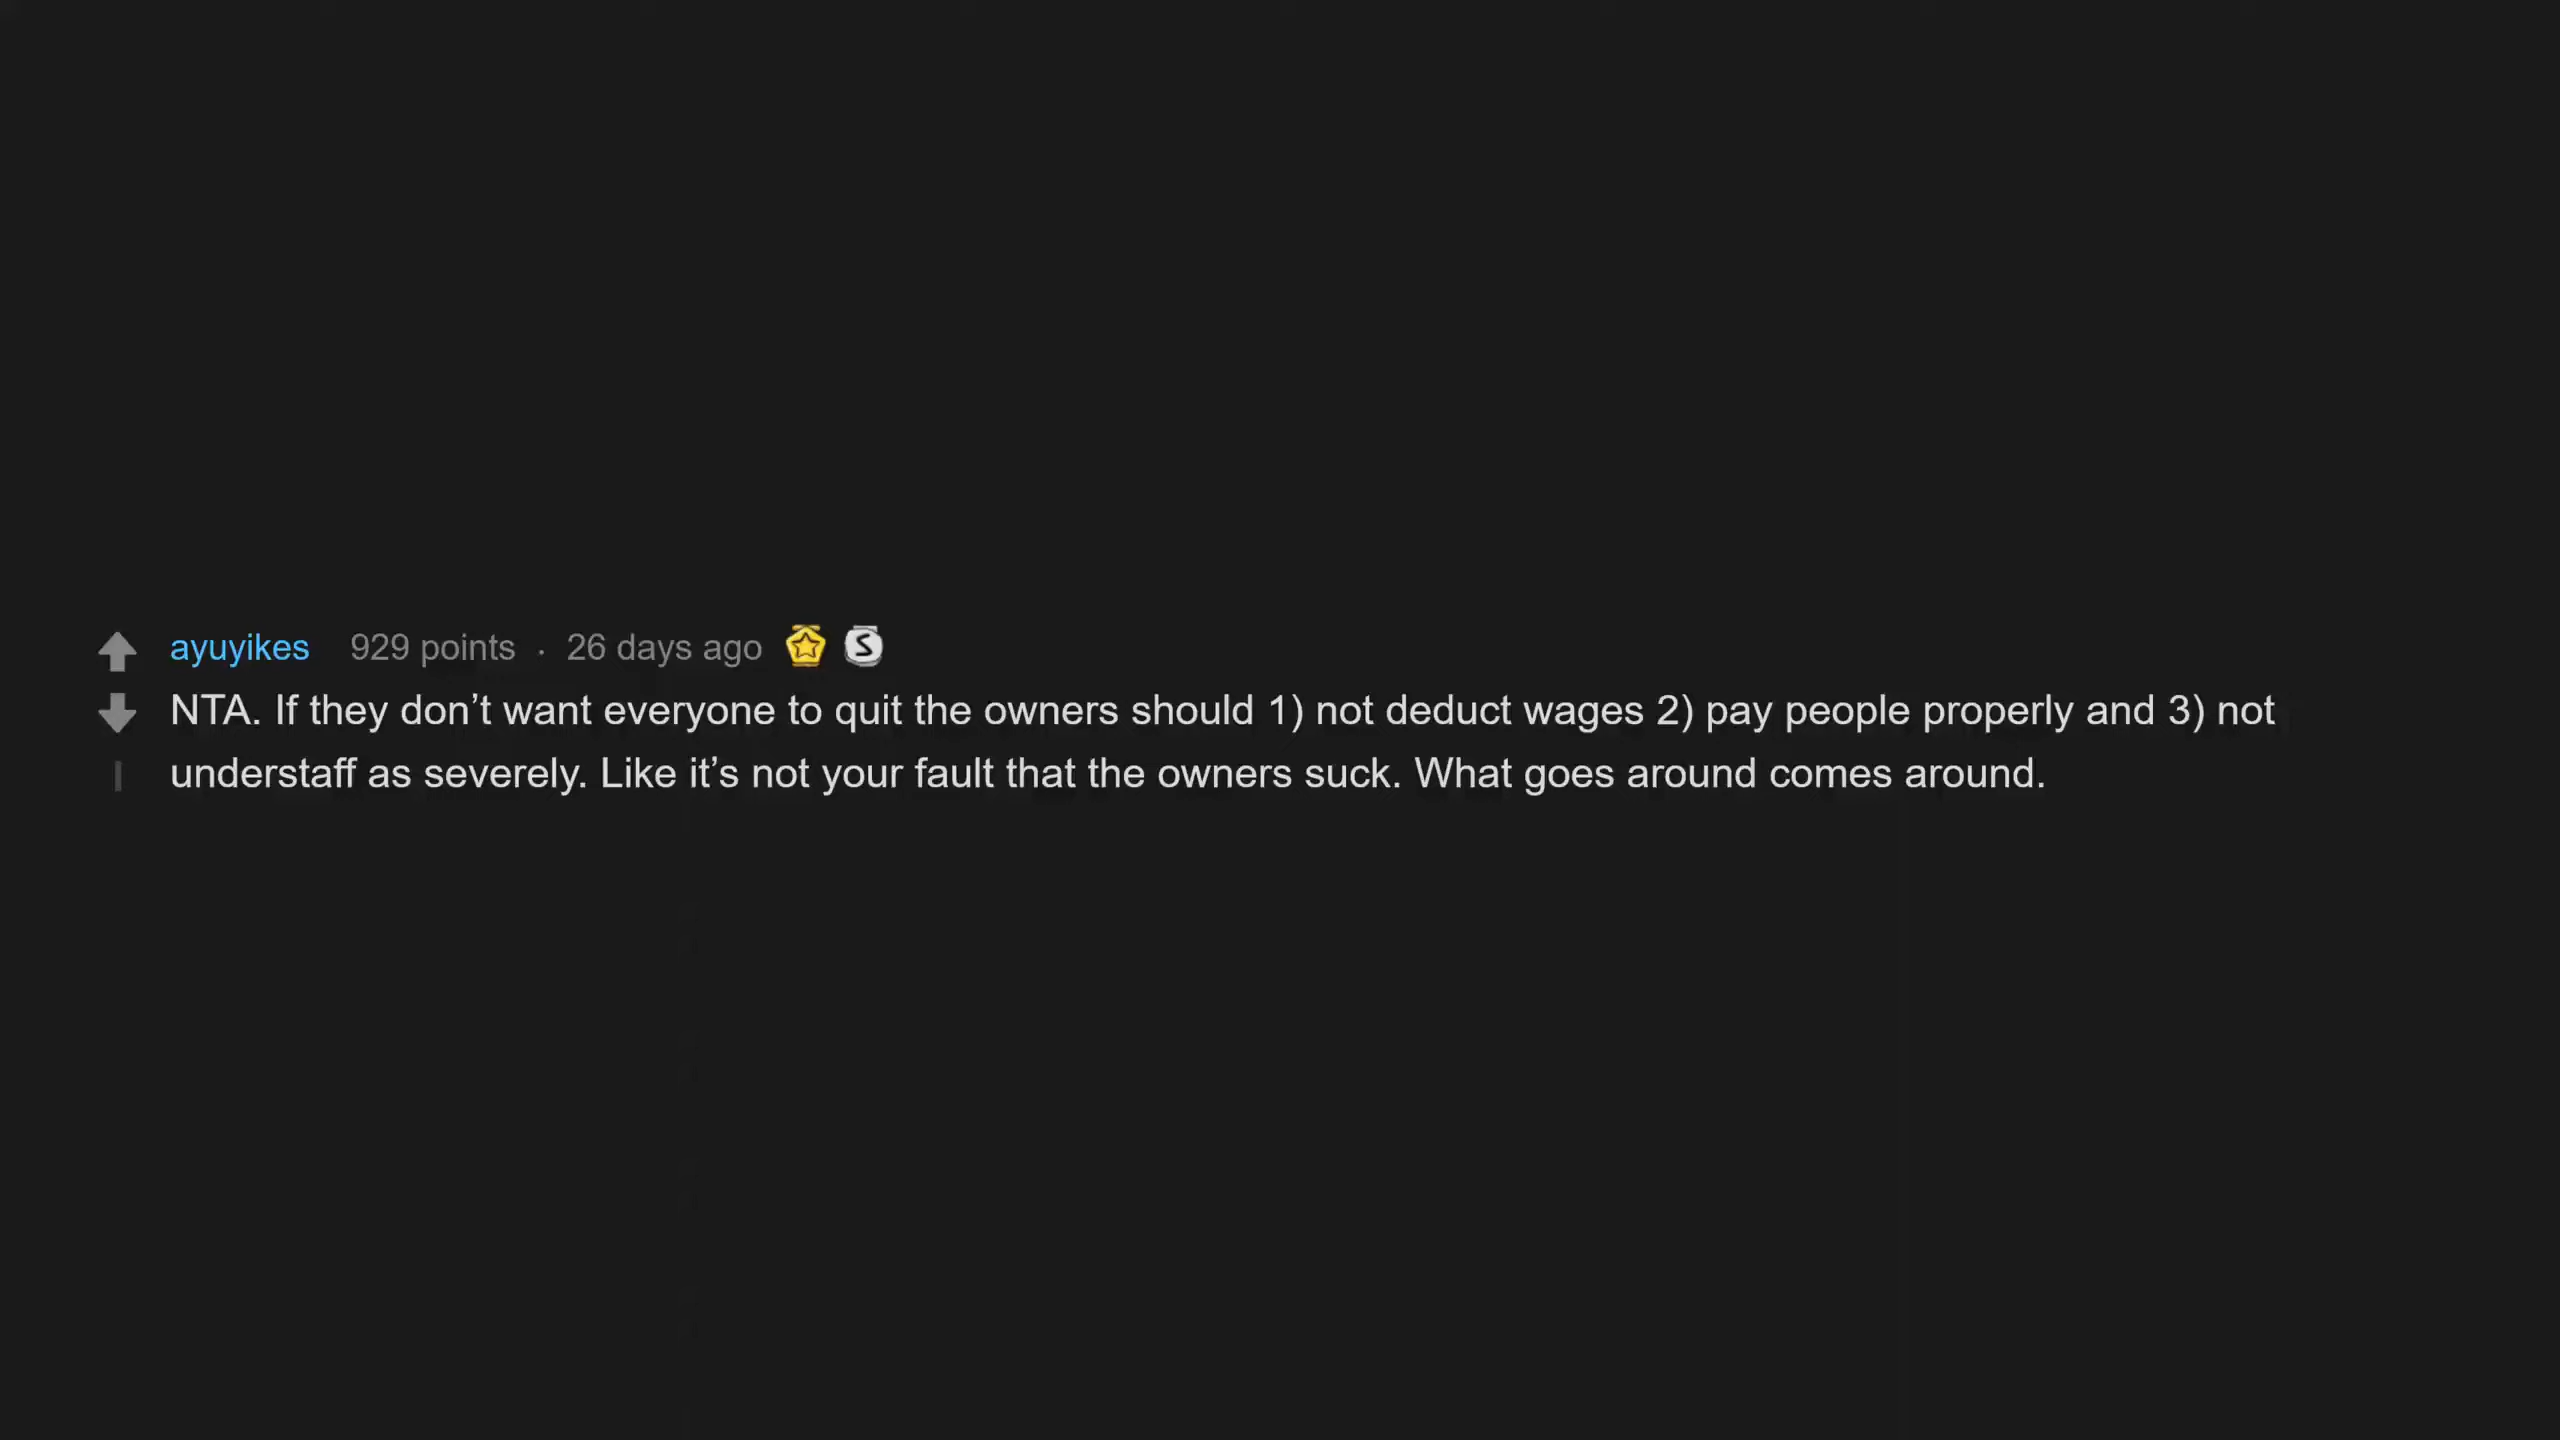 ayuyikes 929 points · 26 days ago
NTA. If they don’t want everyone to quit the owners should 1) not deduct wages 2) pay people properly and 3) not
understaff as severely. Like it’s not your fault that the owners suck. What goes around comes around.